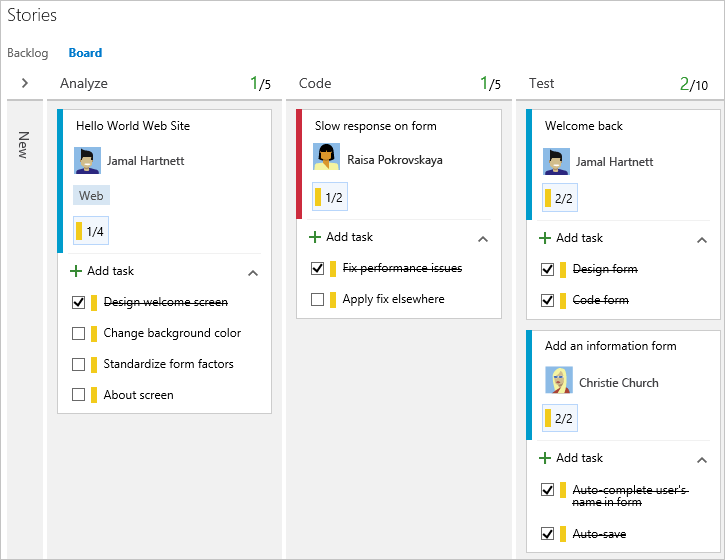 Stories
Backlog Board
Analyze 1/5
Code 1/5
Test 2/10
New
Hello World Web Site
Jamal Hartnett
Web
1/4
Add task
Design welcome screen
Change background color
Standardize form factors
About screen
Slow response on form
Raisa Pokrovskaya
1/2
Add task
Fix performance issues
Apply fix elsewhere
Welcome back
Jamal Hartnett
2/2
Add task
Design form
Code form
Add an information form
Christie Church
2/2
Add task
Auto-complete user's
name in form
Auto-save